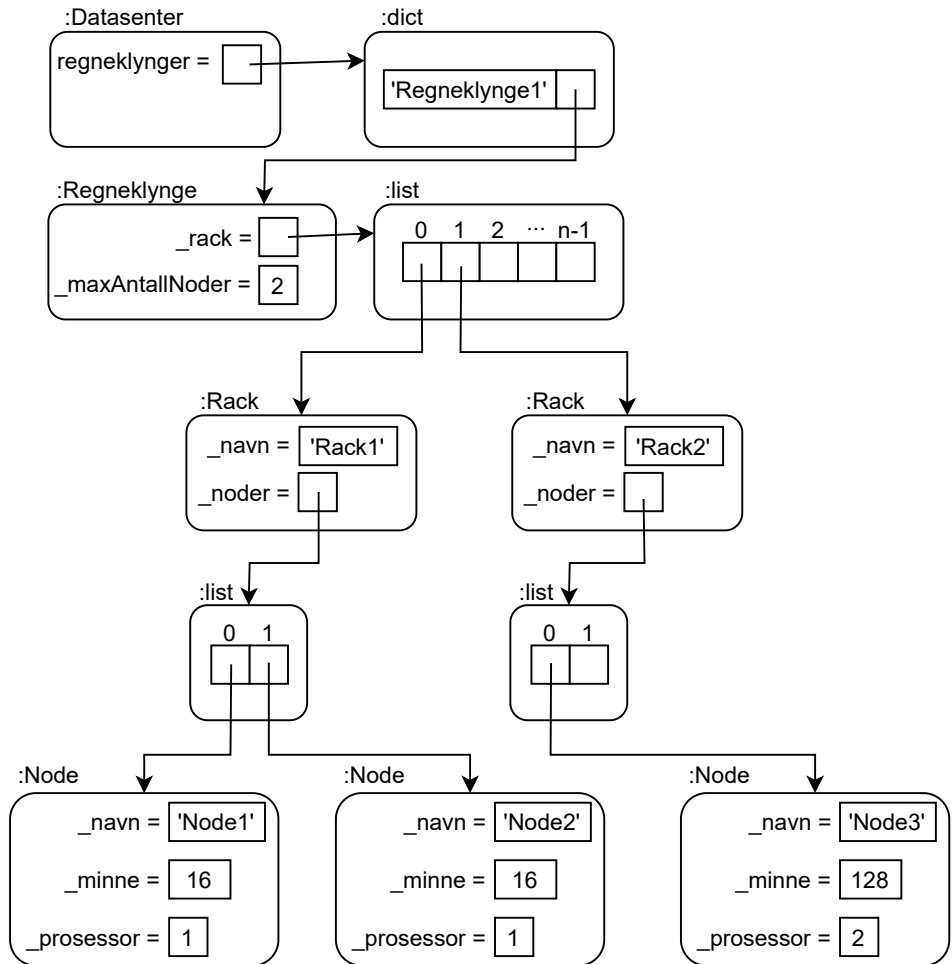 :Datasenter
:dict
regneklynger =
'Regneklynge1'
:Regneklynge
:list
_rack =
0 1 2 ... n-1
_maxAntallNoder = 2
:Rack
:Rack
_navn = 'Rack1'
_navn = 'Rack2'
_noder =
_noder =
:list
:list
0 1
0 1
:Node
:Node
:Node
_navn = 'Node1'
_navn = 'Node2'
_navn = 'Node3'
_minne = 16
_minne = 16
_minne = 128
_prosessor = 1
_prosessor = 1
_prosessor = 2